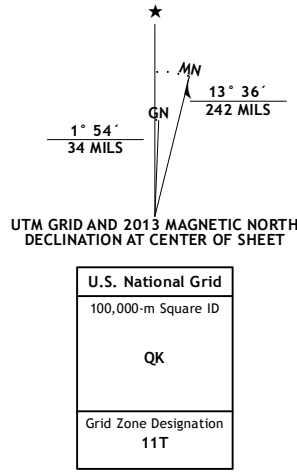 ★
MN
GN
13° 36´
242 MILS
1° 54´
34 MILS
UTM GRID AND 2013 MAGNETIC NORTH
DECLINATION AT CENTER OF SHEET
U.S. National Grid
100,000-m Square ID
QK
Grid Zone Designation
11T